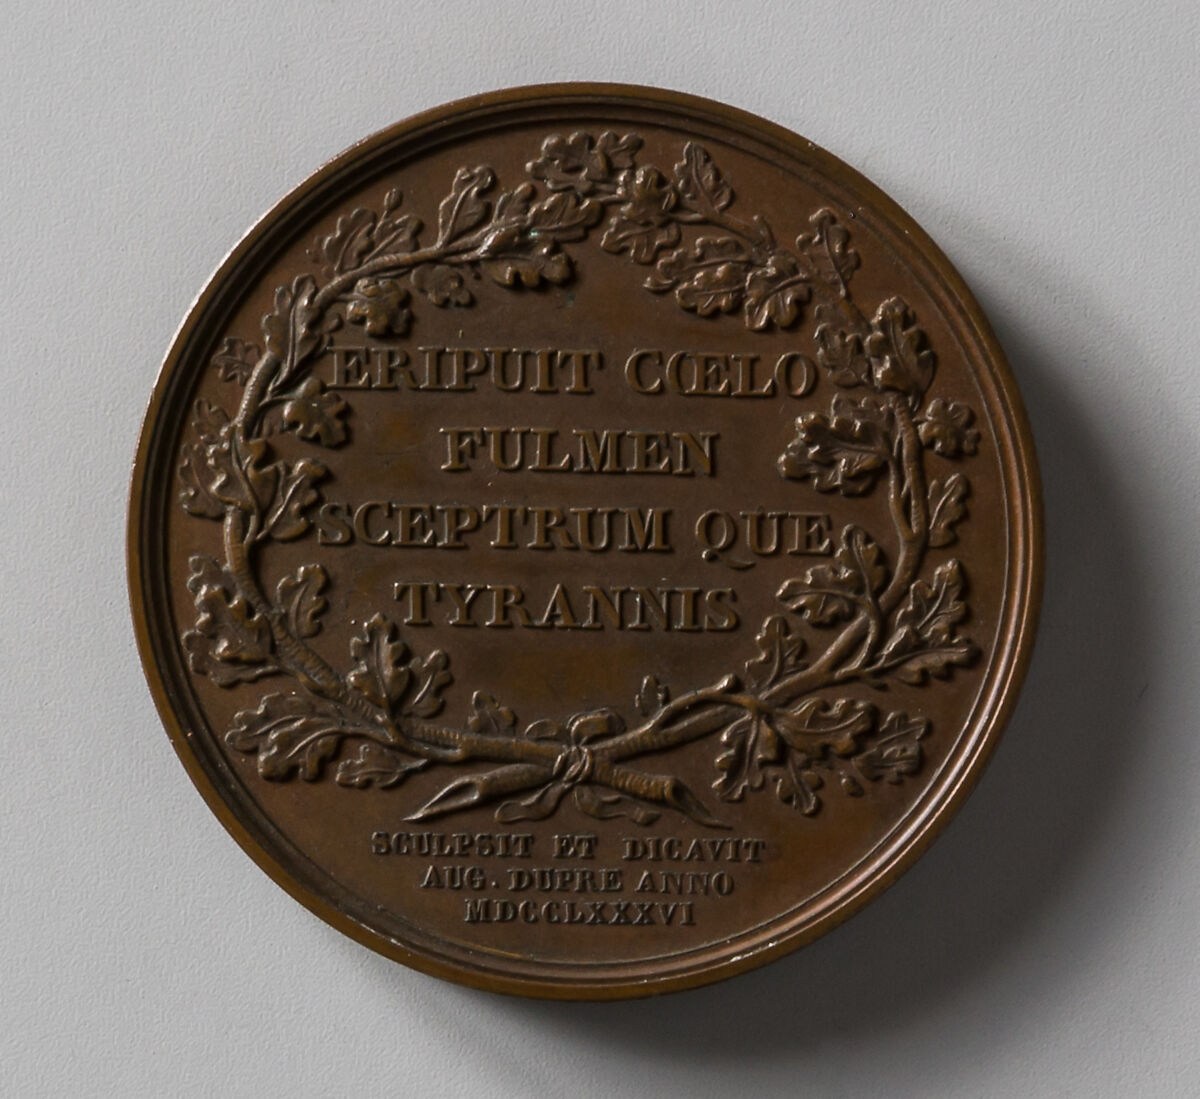 ERIPUIT CŒLO
FULMEN
SCEPTRUM QUE
TYRANNIS
SCULPSIT ET DICAVIT
AUG. DUPRE ANNO
MDCCLXXXVI